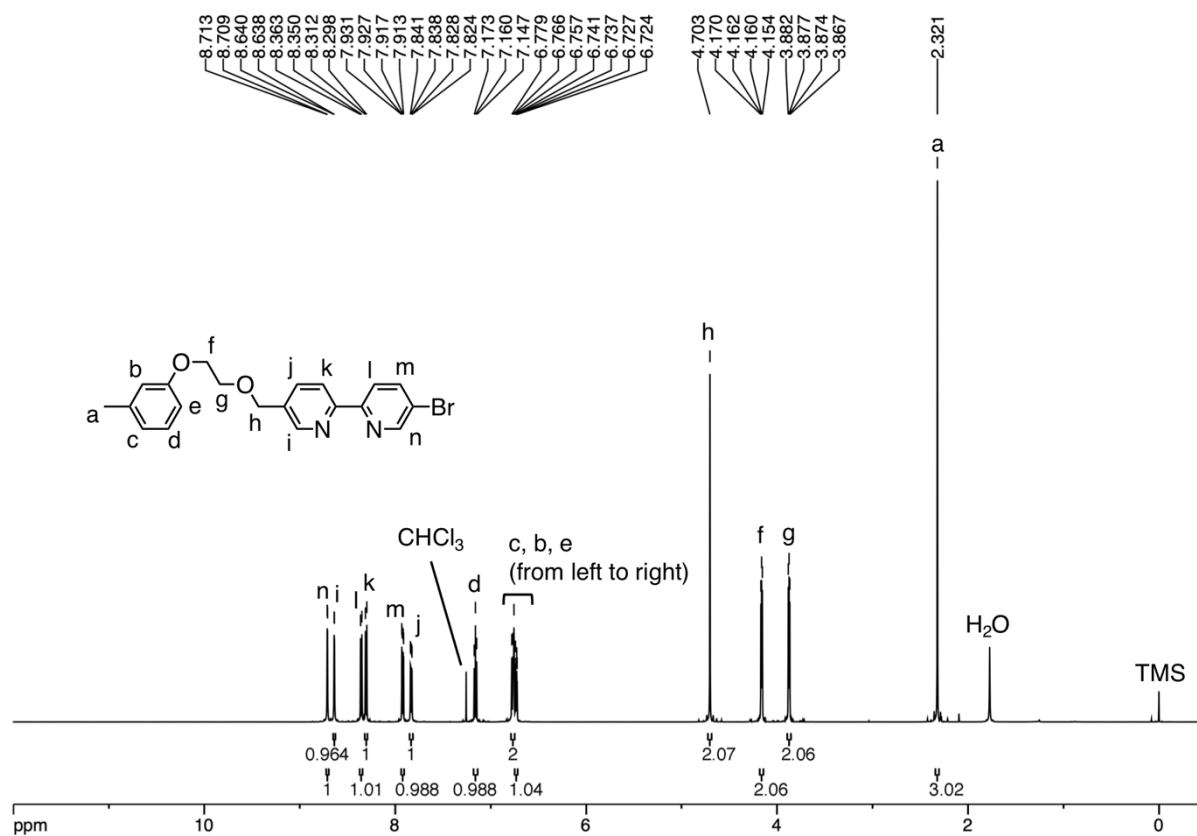 8.713
8.709
8.640
8.638
8.363
8.350
8.312
8.298
7.931
7.927
7.917
7.913
7.841
7.838
7.828
7.824
7.173
7.160
7.147
6.779
6.766
6.757
6.741
6.737
6.727
6.724
4.703
4.170
4.162
4.160
4.154
3.882
3.877
3.874
3.867
2.321
a
h
f
b O j k l m
O
g Br
a e h
c d i N N n
CHCl₃ f g
c, b, e
(from left to right)
n i l k m j d
H₂O
TMS
0.964 1 1 2 2.07 2.06
1 1.01 0.988 0.988 1.04 2.06 3.02
ppm 10 8 6 4 2 0